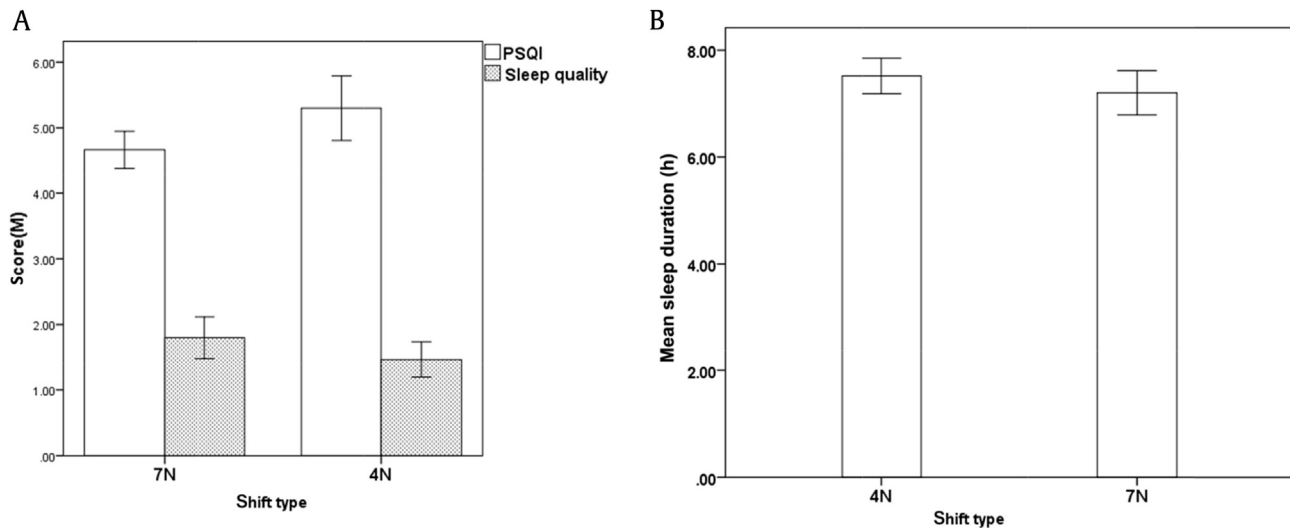 A
PSQI
Sleep quality
Score(M)
6.00
5.00
4.00
3.00
2.00
1.00
.00
7N
4N
Shift type
B
Mean sleep duration (h)
8.00
6.00
4.00
2.00
.00
4N
7N
Shift type